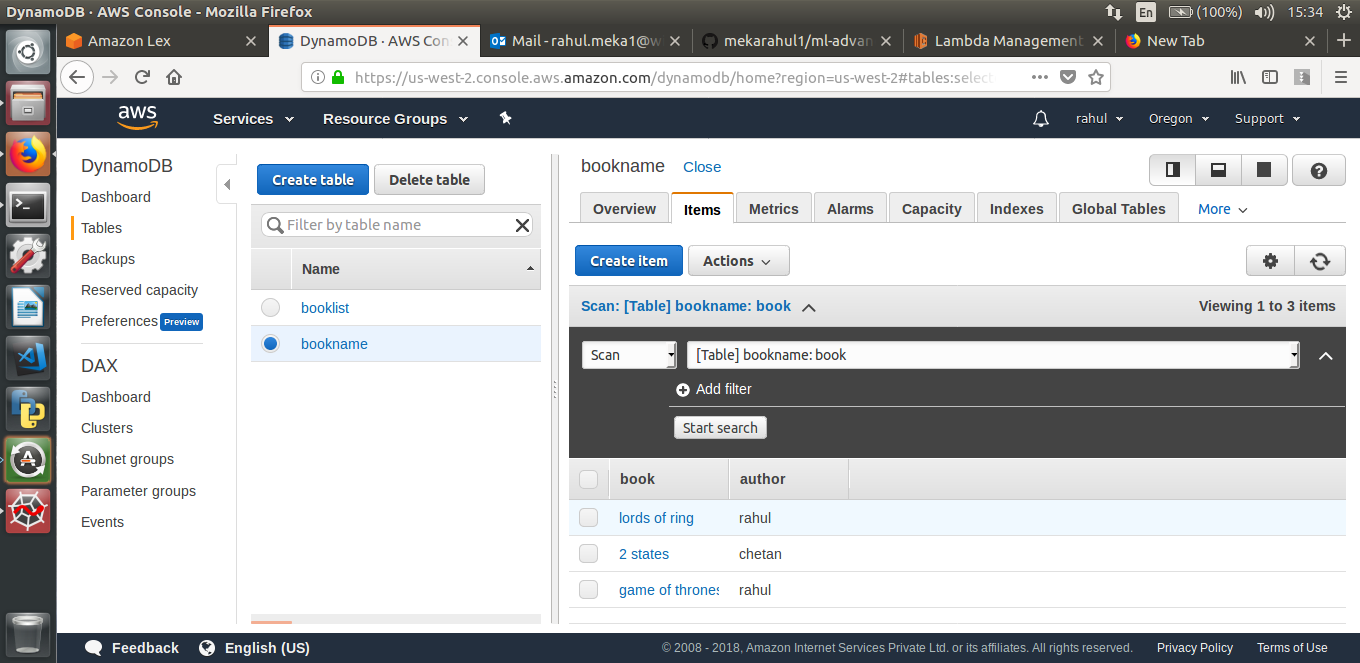 DynamoDB · AWS Console - Mozilla Firefox
En (100%) 15:34
Amazon Lex
DynamoDB · AWS Con
Mail - rahul.meka1@w
mekarahul1/ml-advan
Lambda Management
New Tab
https://us-west-2.console.aws.amazon.com/dynamodb/home?region=us-west-2#tables:selec
aws Services Resource Groups rahul Oregon Support
DynamoDB
Dashboard
Tables
Backups
Reserved capacity
Preferences Preview
DAX
Dashboard
Clusters
Subnet groups
Parameter groups
Events
Create table Delete table
Filter by table name
Name
booklist
bookname
bookname Close
Overview Items Metrics Alarms Capacity Indexes Global Tables More
Create item Actions
Scan: [Table] bookname: book Viewing 1 to 3 items
Scan [Table] bookname: book
Add filter
Start search
book author
lords of ring rahul
2 states chetan
game of thrones rahul
Feedback English (US) © 2008 - 2018, Amazon Internet Services Private Ltd. or its affiliates. All rights reserved. Privacy Policy Terms of Use